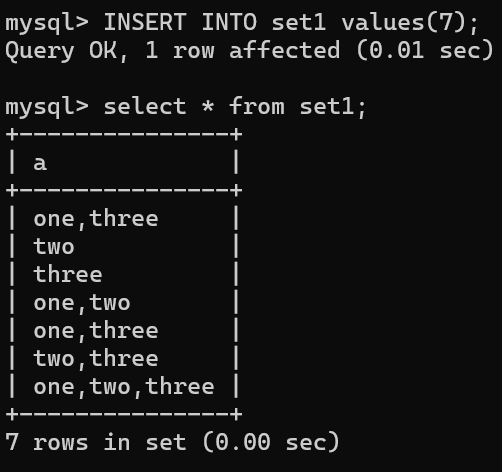 mysql> INSERT INTO set1 values(7);
Query OK, 1 row affected (0.01 sec)

mysql> select * from set1;
+---------------+
| a             |
+---------------+
| one,three     |
| two           |
| three         |
| one,two       |
| one,three     |
| two,three     |
| one,two,three |
+---------------+
7 rows in set (0.00 sec)